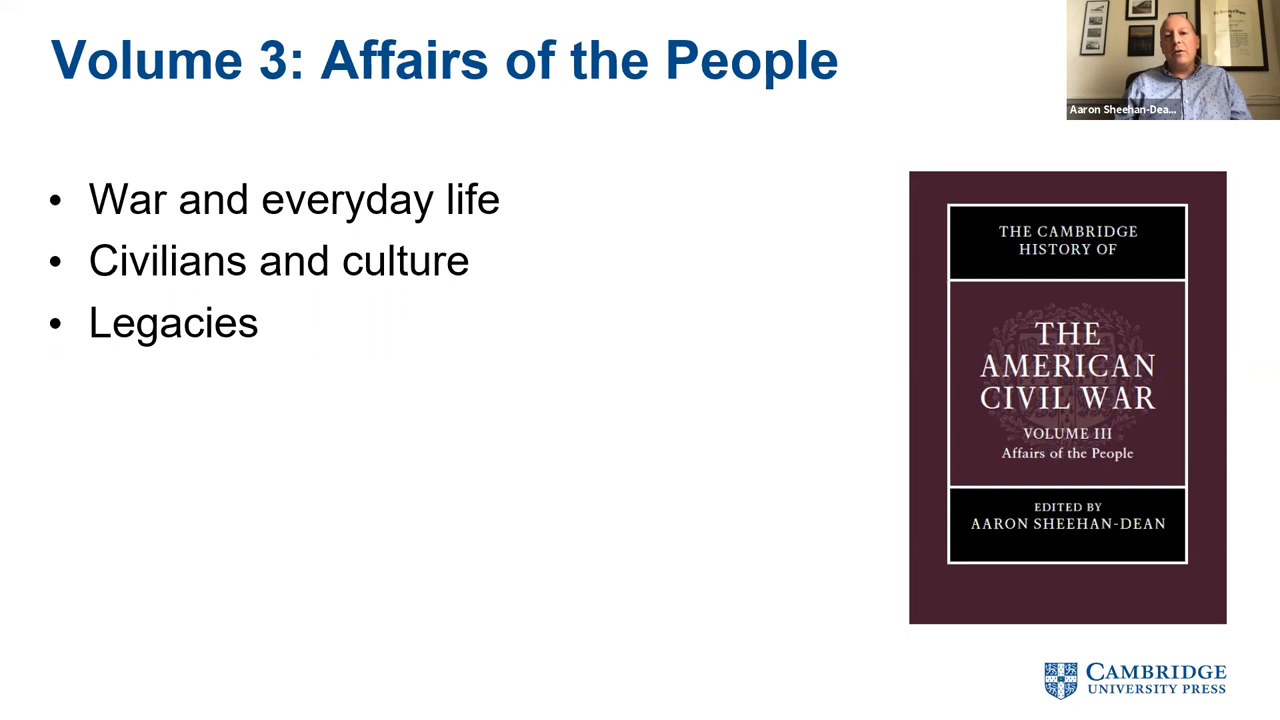 Volume 3: Affairs of the People
Aaron Sheehan-Dea...
• War and everyday life
• Civilians and culture
• Legacies
THE CAMBRIDGE
HISTORY OF
THE
AMERICAN
CIVIL WAR
VOLUME III
Affairs of the People
EDITED BY
AARON SHEEHAN-DEAN
CAMBRIDGE
UNIVERSITY PRESS